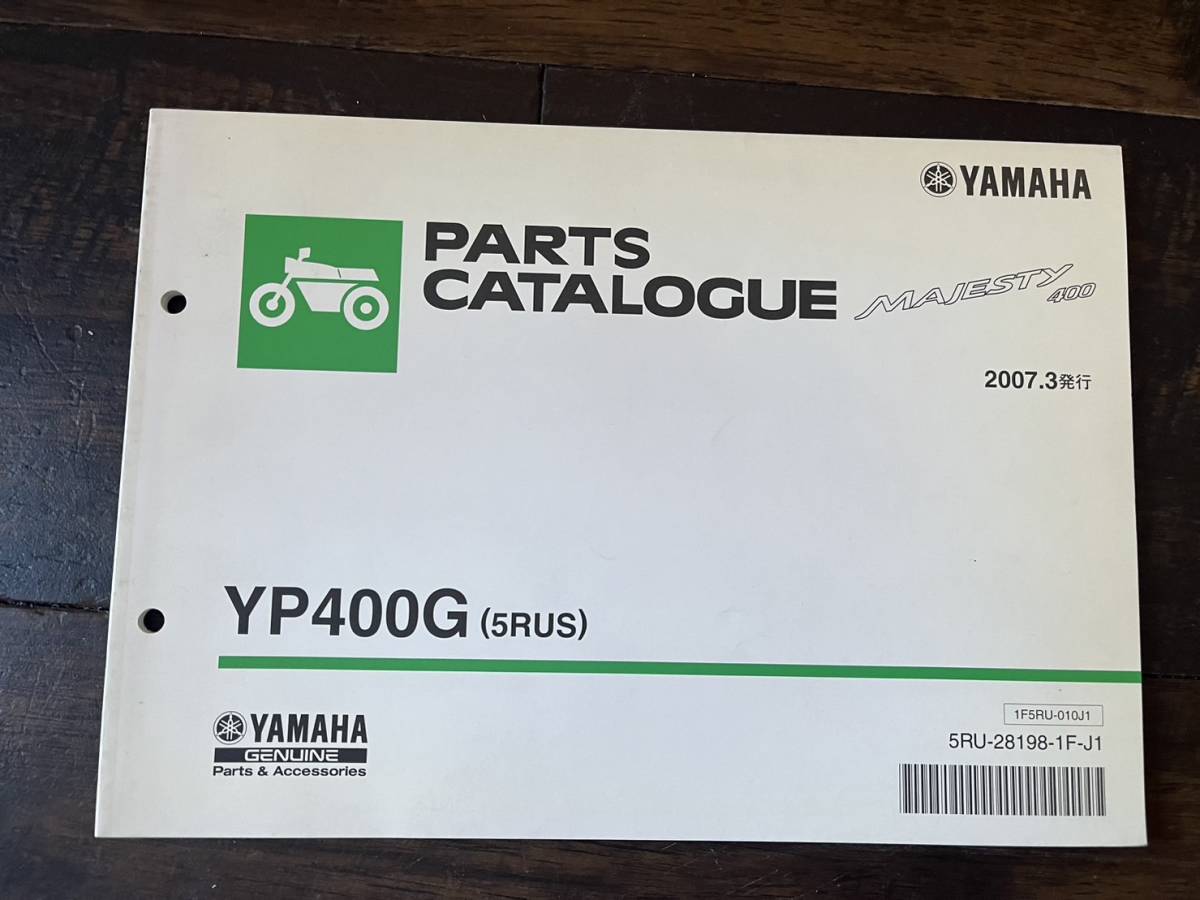 YAMAHA
PARTS
CATALOGUE
MAJESTY
400
2007.3発行
YP400G (5RUS)
YAMAHA
GENUINE
Parts & Accessories
1F5RU-010J1
5RU-28198-1F-J1